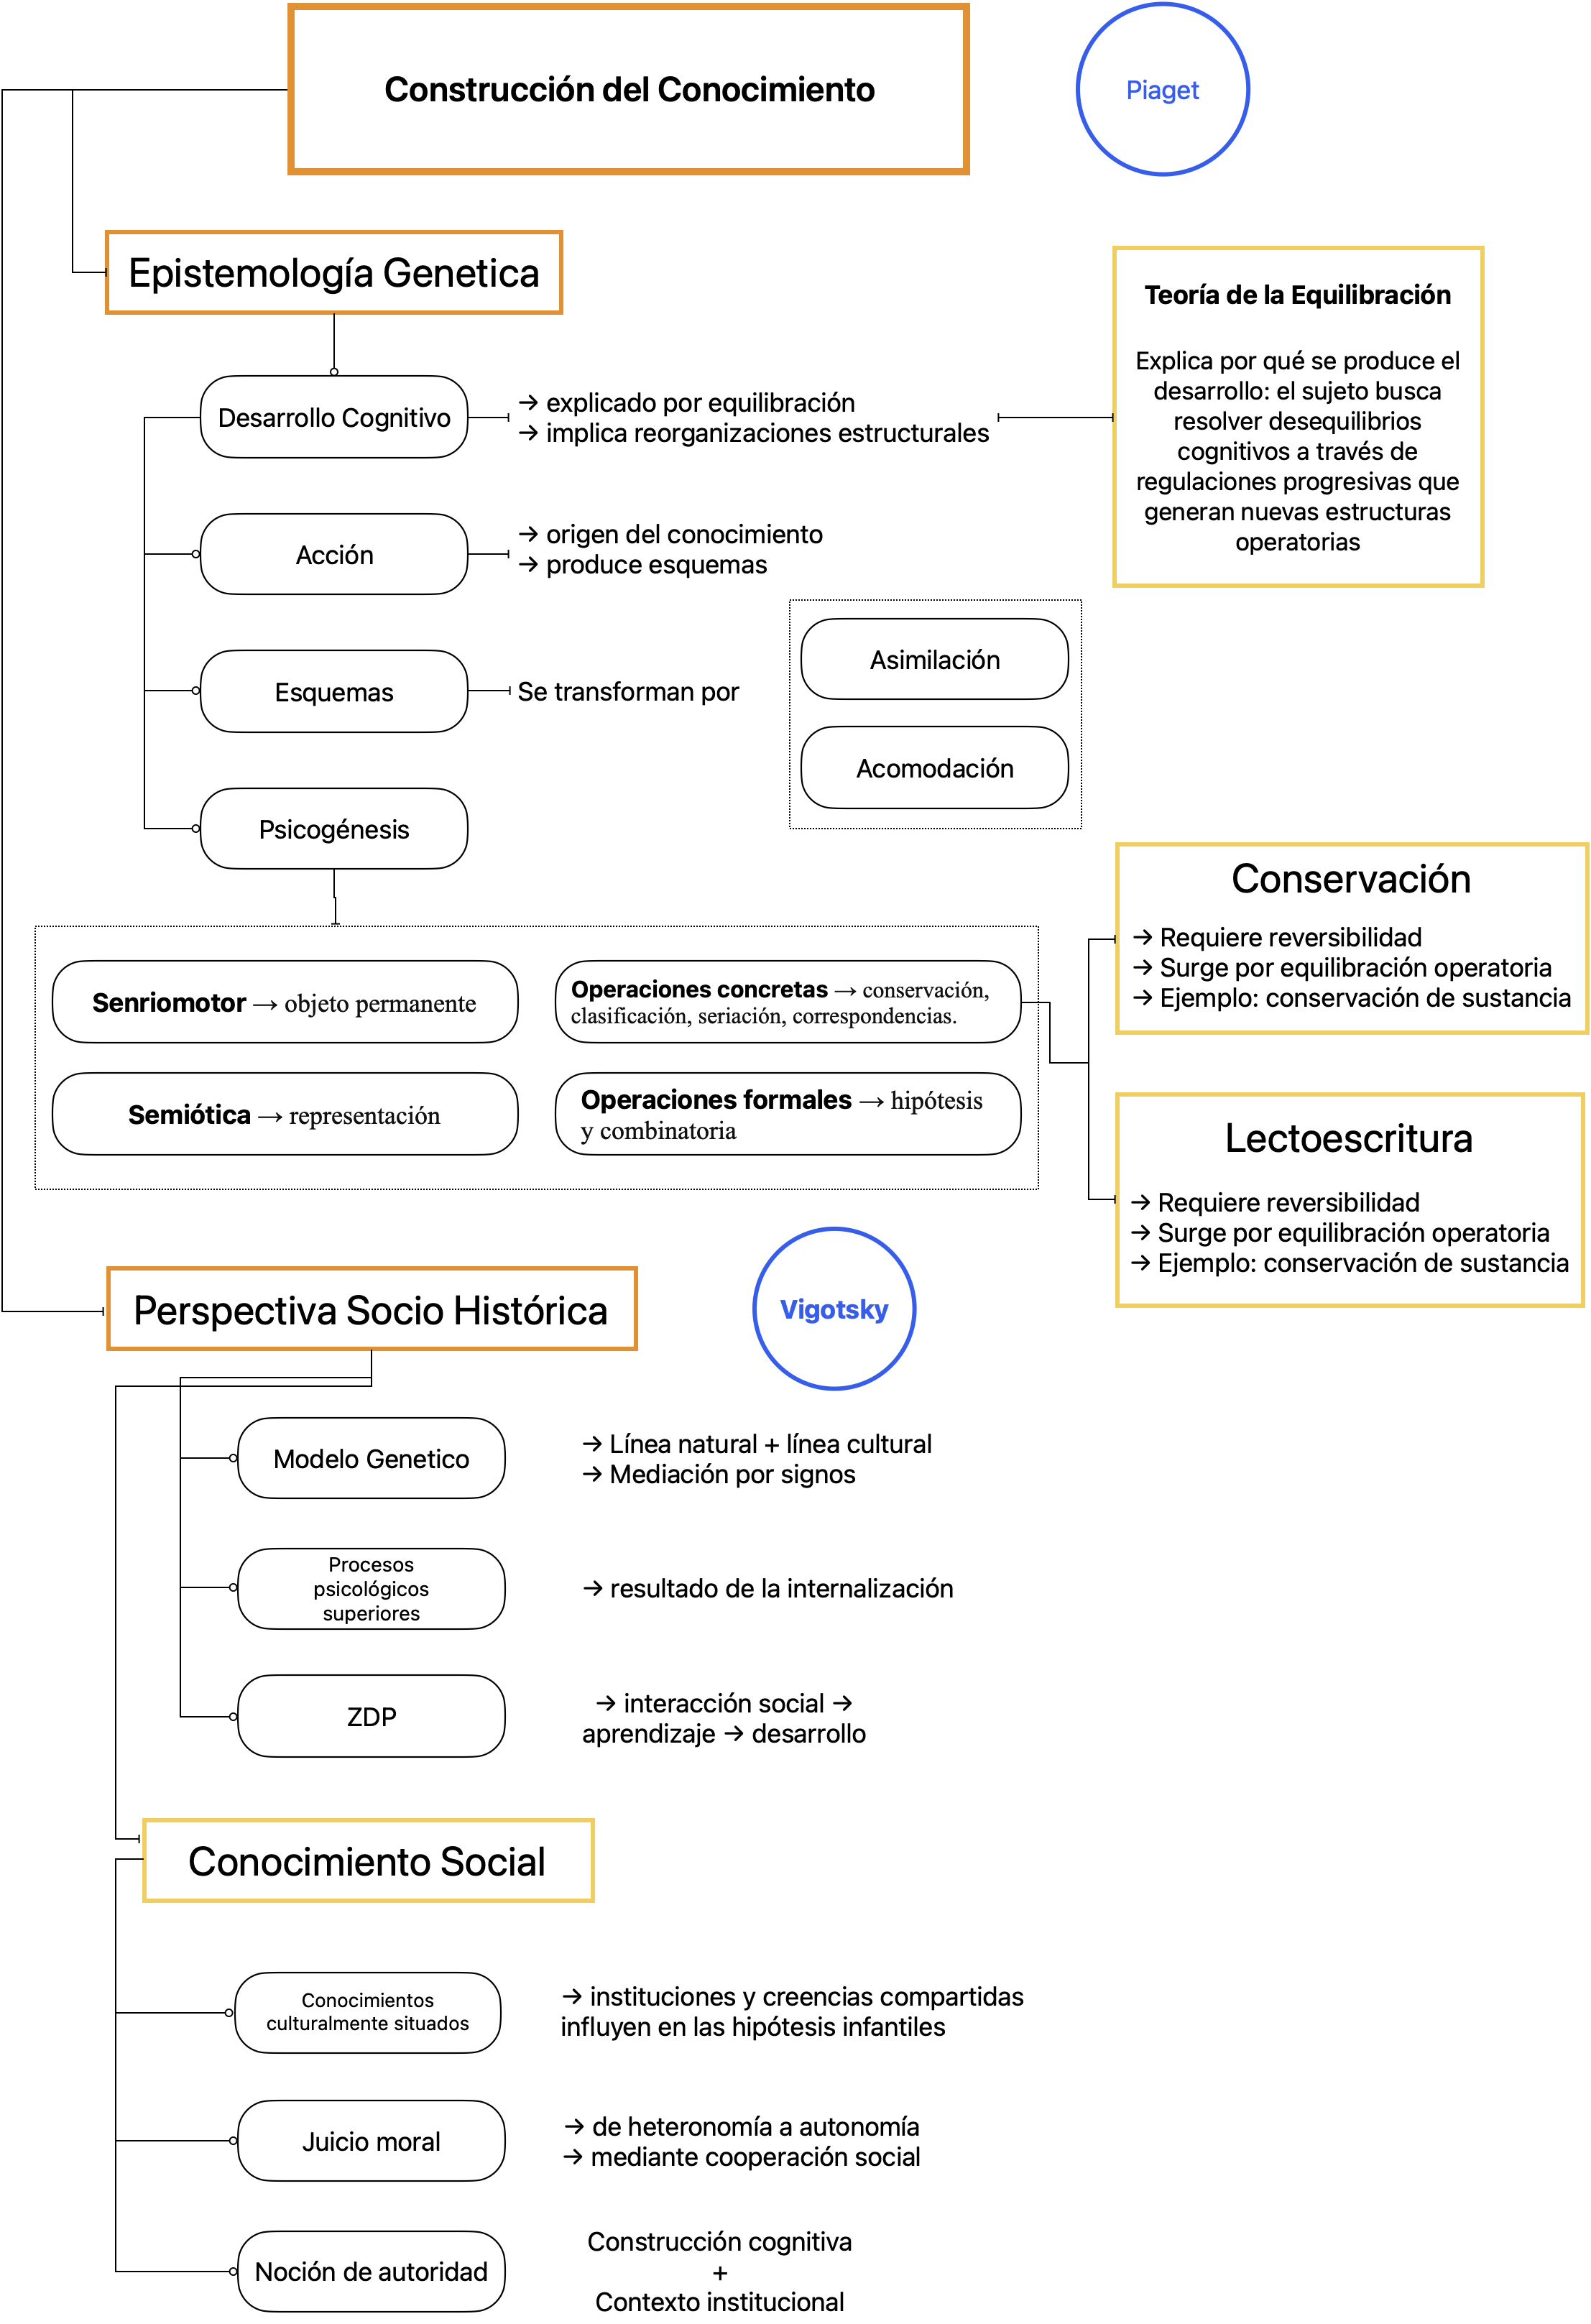 Construcción del Conocimiento
Piaget
Epistemología Genetica
Teoría de la Equilibración
Explica por qué se produce el
desarrollo: el sujeto busca
resolver desequilibrios
cognitivos a través de
regulaciones progresivas que
generan nuevas estructuras
operatorias
Desarrollo Cognitivo
→ explicado por equilibración
→ implica reorganizaciones estructurales
Acción
→ origen del conocimiento
→ produce esquemas
Esquemas
Se transforman por
Asimilación
Acomodación
Psicogénesis
Senriomotor → objeto permanente
Operaciones concretas → conservación,
clasificación, seriación, correspondencias.
Semiótica → representación
Operaciones formales → hipótesis
y combinatoria
Conservación
→ Requiere reversibilidad
→ Surge por equilibración operatoria
→ Ejemplo: conservación de sustancia
Lectoescritura
→ Requiere reversibilidad
→ Surge por equilibración operatoria
→ Ejemplo: conservación de sustancia
Perspectiva Socio Histórica
Vigotsky
Modelo Genetico
→ Línea natural + línea cultural
→ Mediación por signos
Procesos
psicológicos
superiores
→ resultado de la internalización
ZDP
→ interacción social →
aprendizaje → desarrollo
Conocimiento Social
Conocimientos
culturalmente situados
→ instituciones y creencias compartidas
influyen en las hipótesis infantiles
Juicio moral
→ de heteronomía a autonomía
→ mediante cooperación social
Noción de autoridad
Construcción cognitiva
+
Contexto institucional